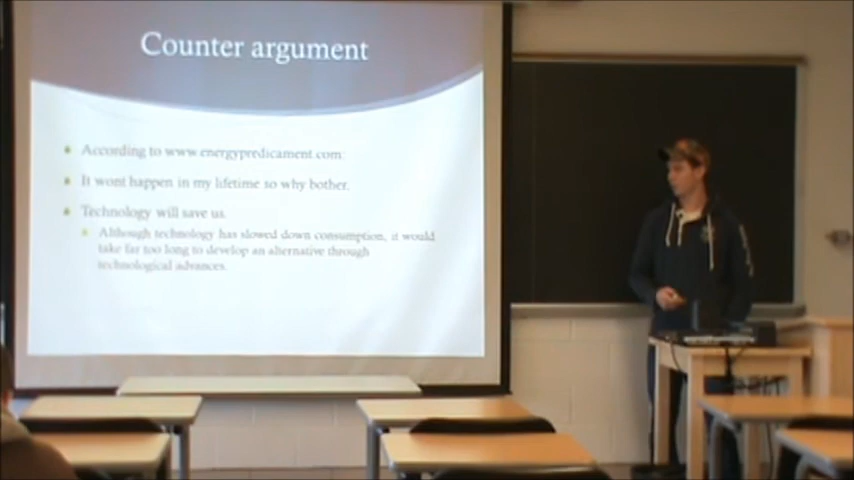 Counter argument
According to www.energypredicament.com:
It wont happen in my lifetime so why bother.
Technology will save us.
Although technology has slowed down consumption, it would
take far too long to develop an alternative through
technological advances.